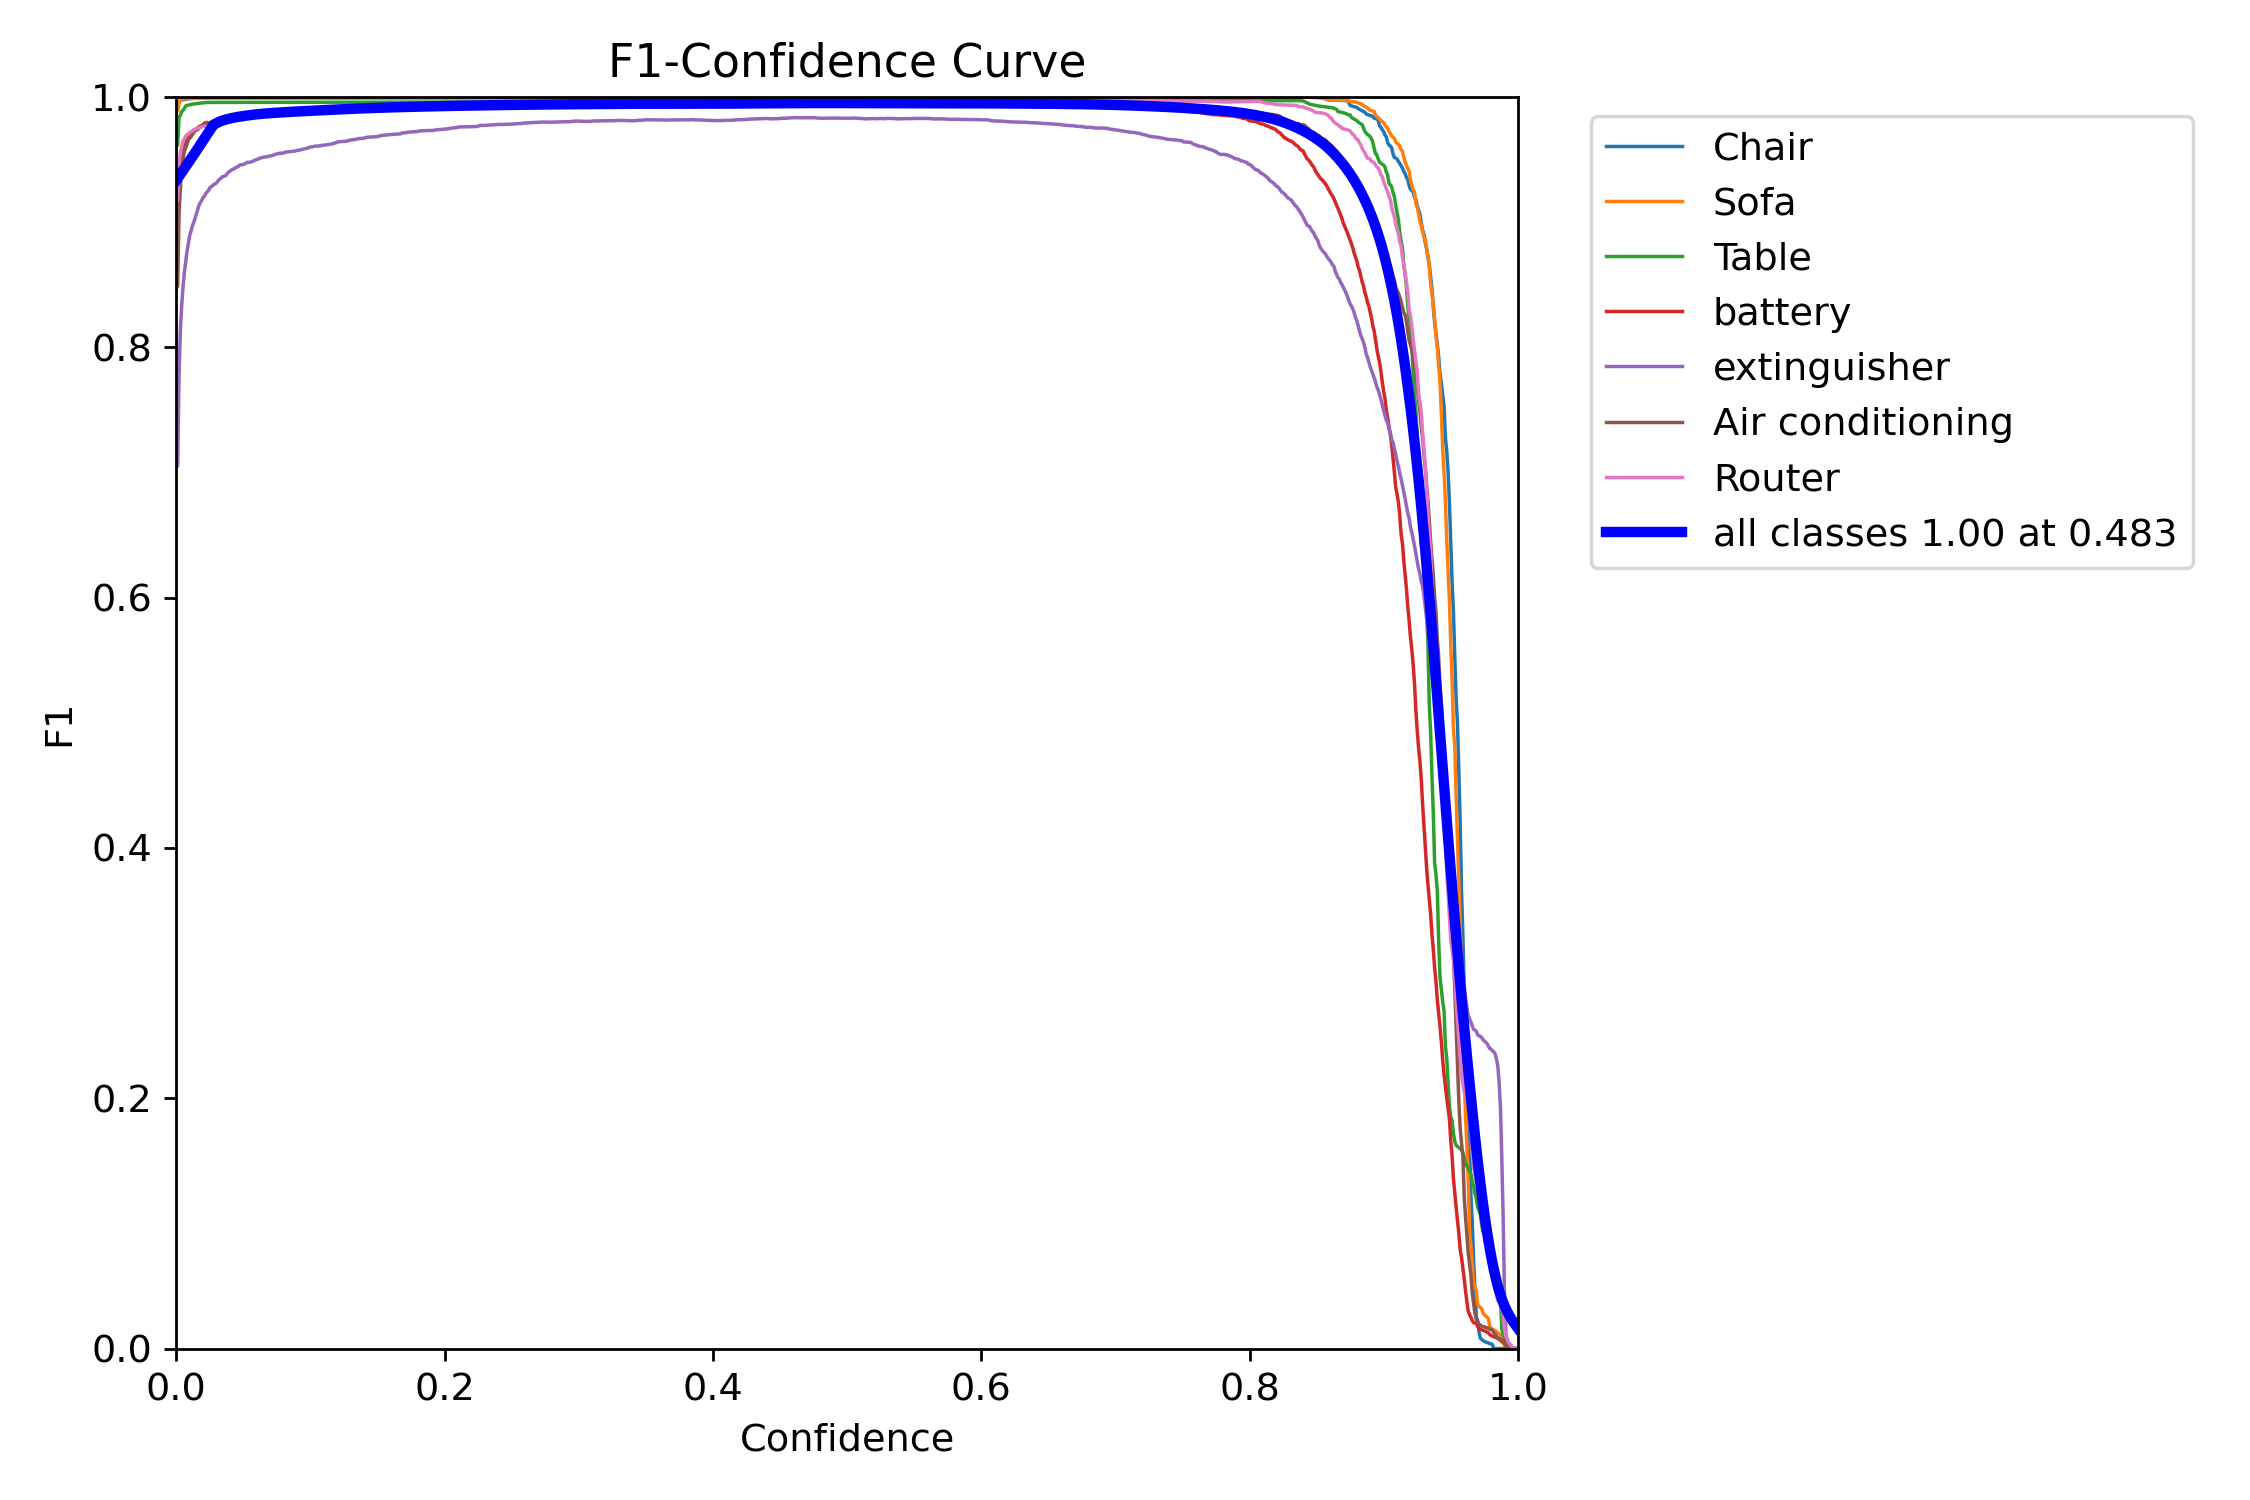 F1-Confidence Curve
1.0
0.8
0.6
0.4
0.2
0.0
F1
0.0 0.2 0.4 0.6 0.8 1.0
Confidence
Chair
Sofa
Table
battery
extinguisher
Air conditioning
Router
all classes 1.00 at 0.483